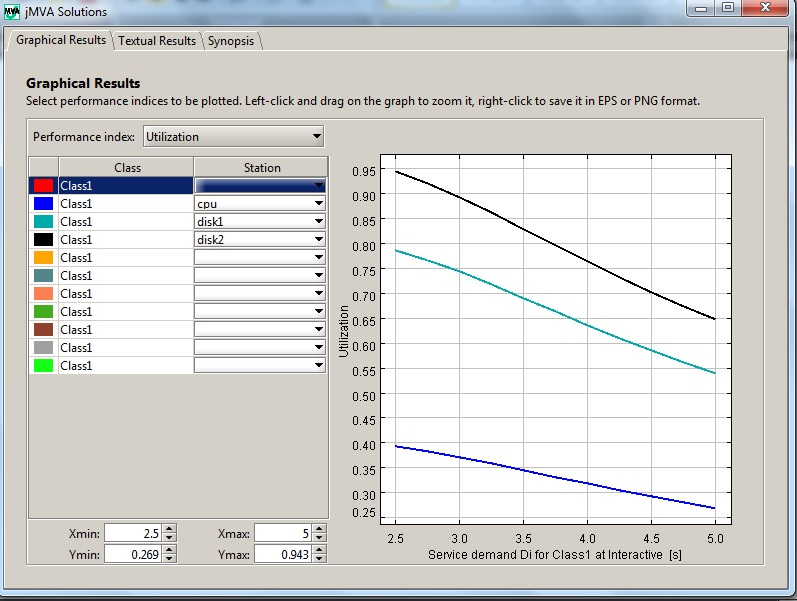 MVA jMVA Solutions
Graphical Results Textual Results Synopsis
Graphical Results
Select performance indices to be plotted. Left-click and drag on the graph to zoom it, right-click to save it in EPS or PNG format.
Performance index: Utilization
Class Station
Class1
Class1 cpu
Class1 disk1
Class1 disk2
Class1
Class1
Class1
Class1
Class1
Class1
Class1
Xmin: 2.5 Xmax: 5
Ymin: 0.269 Ymax: 0.943
0.95
0.90
0.85
0.80
0.75
0.70
0.65
0.60
0.55
0.50
0.45
0.40
0.35
0.30
0.25
Utilization
2.5 3.0 3.5 4.0 4.5 5.0
Service demand Di for Class1 at Interactive [s]